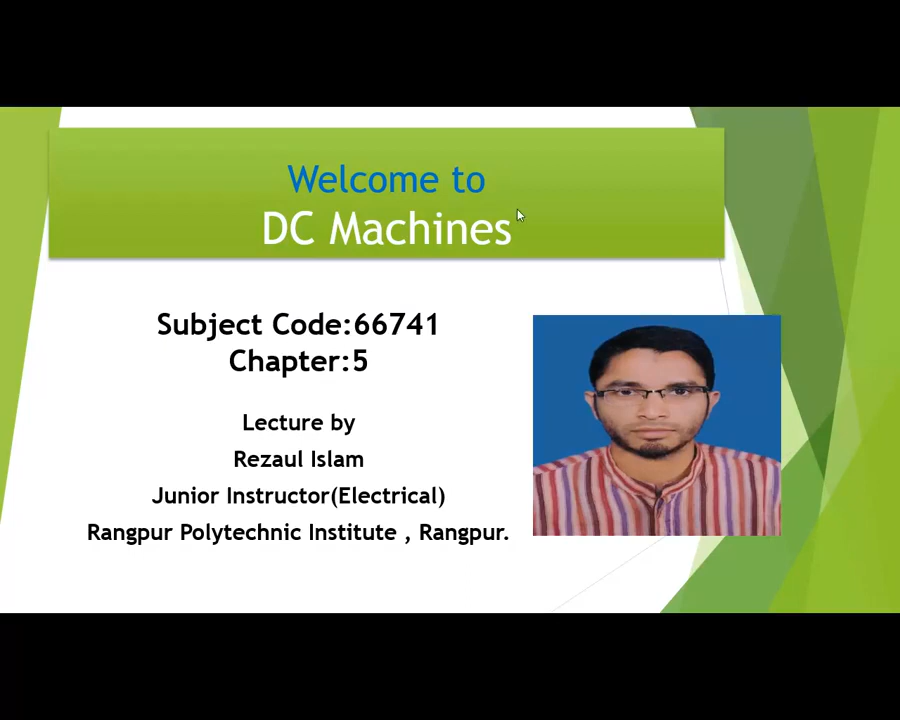 Welcome to
DC Machines
Subject Code:66741
Chapter:5
Lecture by
Rezaul Islam
Junior Instructor(Electrical)
Rangpur Polytechnic Institute , Rangpur.